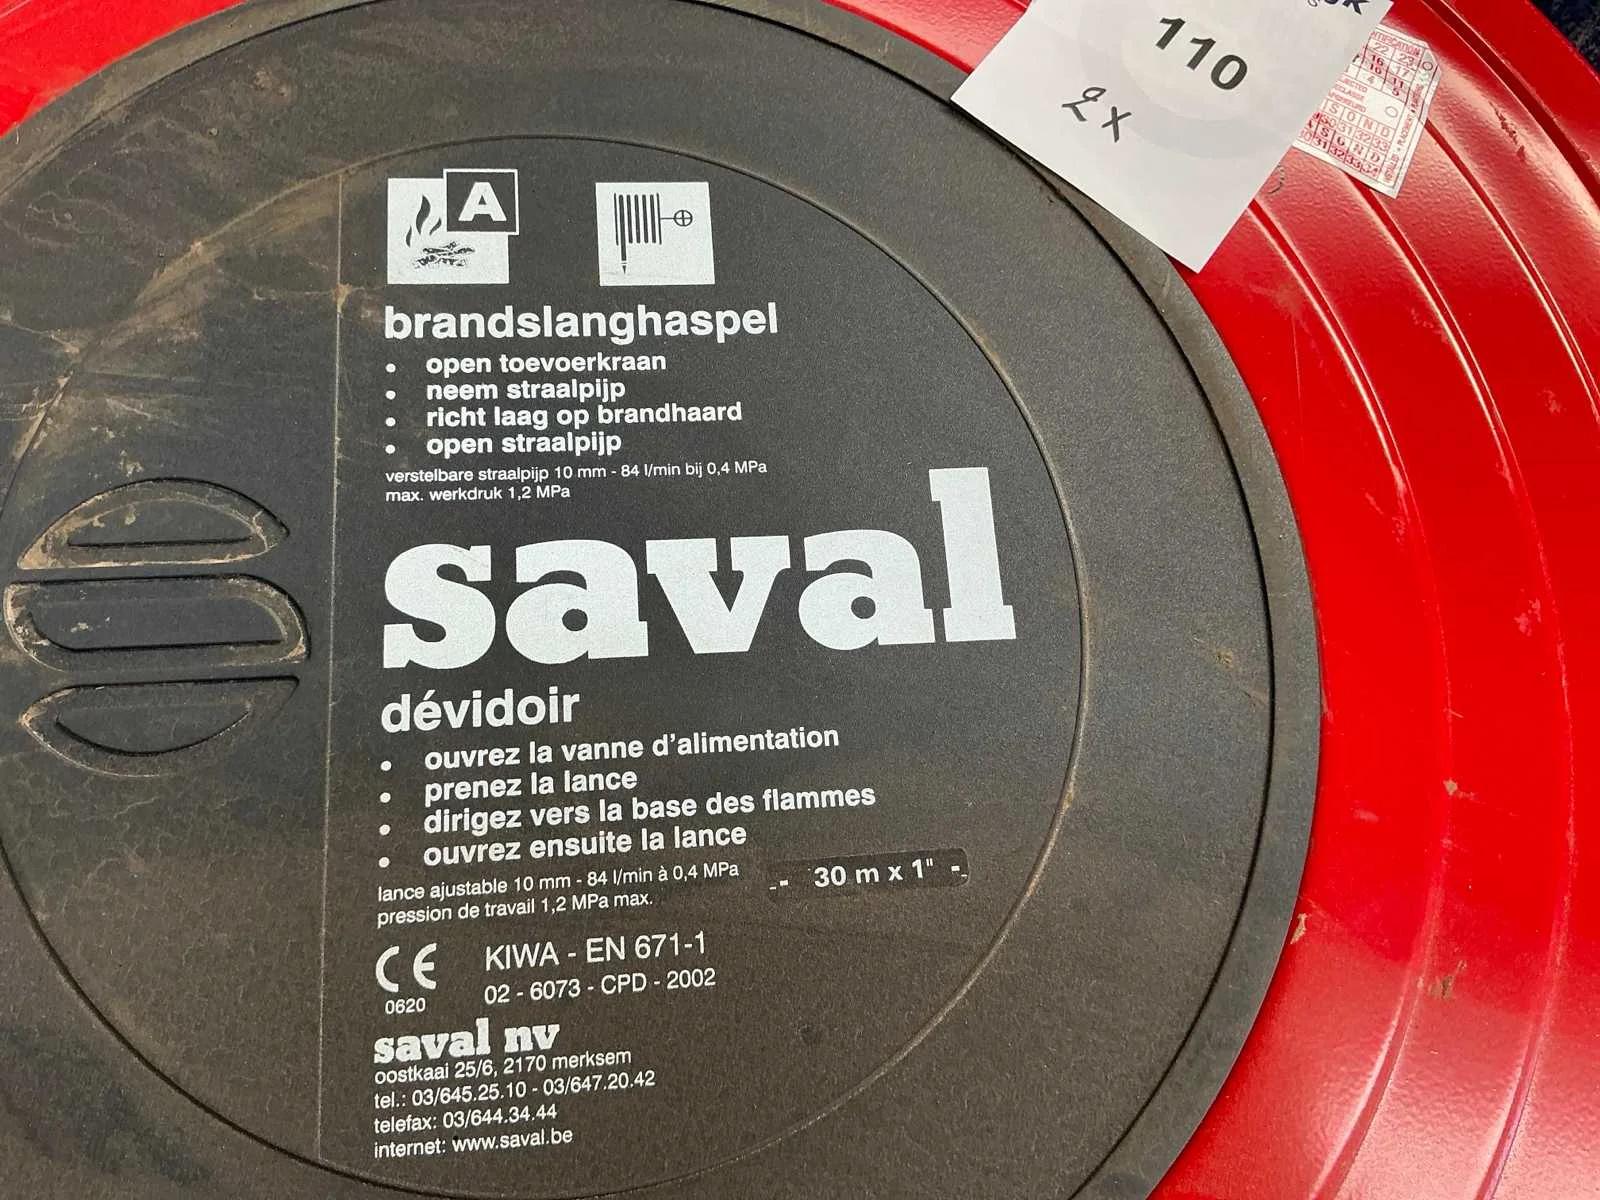 110
2 x
A
brandslanghaspel
• open toevoerkraan
• neem straalpijp
• richt laag op brandhaard
• open straalpijp
verstelbare straalpijp 10 mm - 84 l/min bij 0,4 MPa
max. werkdruk 1,2 MPa
saval
dévidoir
• ouvrez la vanne d'alimentation
• prenez la lance
• dirigez vers la base des flammes
• ouvrez ensuite la lance
lance ajustable 10 mm - 84 l/min à 0,4 MPa
pression de travail 1,2 MPa max.
30 m x 1"
CE
0620
KIWA - EN 671-1
02 - 6073 - CPD - 2002
saval nv
oostkaai 25/6, 2170 merksem
tel.: 03/645.25.10 - 03/647.20.42
telefax: 03/644.34.44
internet: www.saval.be